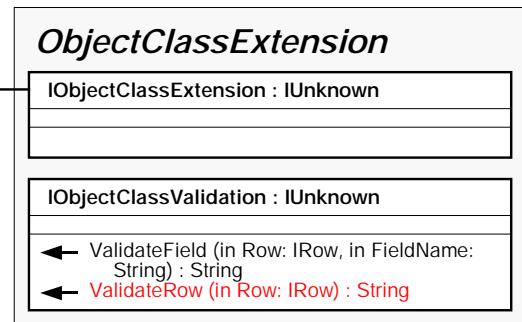 ObjectClassExtension
IObjectClassExtension : IUnknown
IObjectClassValidation : IUnknown
ValidateField (in Row: IRow, in FieldName:
String) : String
ValidateRow (in Row: IRow) : String